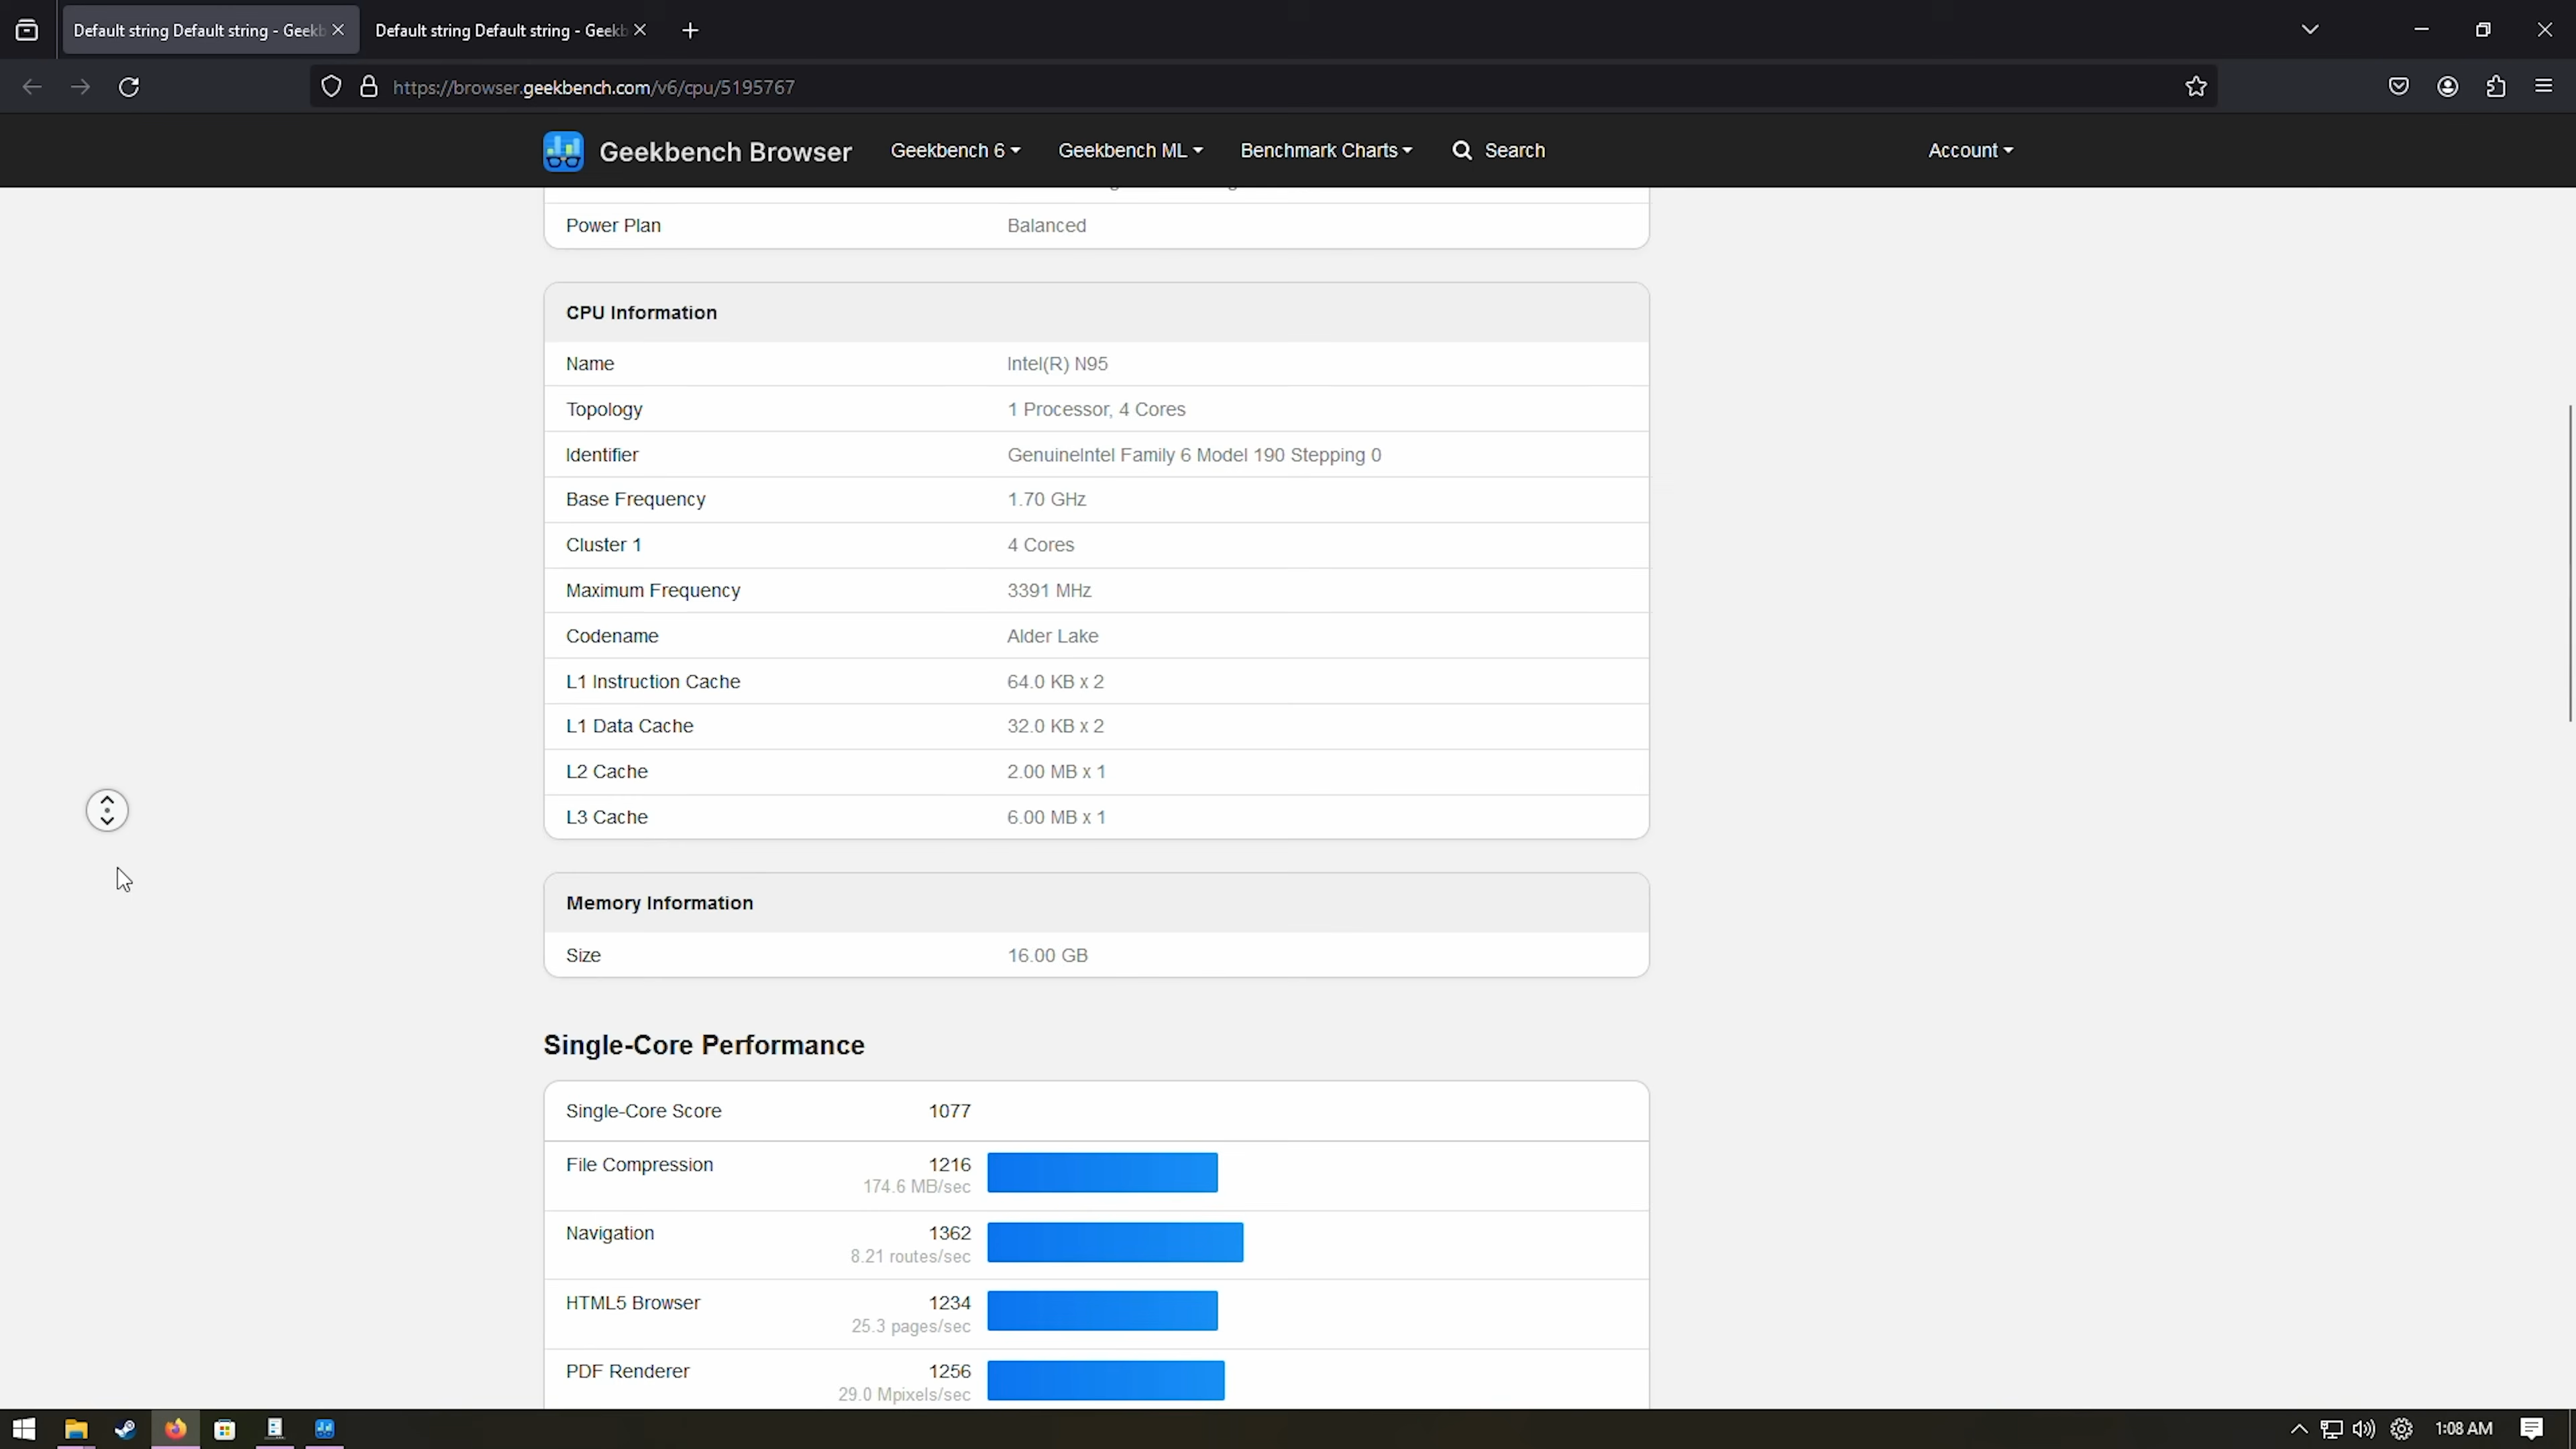 Default string Default string - Geekb
Default string Default string - Geekb
https://browser.geekbench.com/v6/cpu/5195767
Geekbench Browser
Geekbench 6
Geekbench ML
Benchmark Charts
Search
Account
Power Plan Balanced
CPU Information
Name Intel(R) N95
Topology 1 Processor, 4 Cores
Identifier GenuineIntel Family 6 Model 190 Stepping 0
Base Frequency 1.70 GHz
Cluster 1 4 Cores
Maximum Frequency 3391 MHz
Codename Alder Lake
L1 Instruction Cache 64.0 KB x 2
L1 Data Cache 32.0 KB x 2
L2 Cache 2.00 MB x 1
L3 Cache 6.00 MB x 1
Memory Information
Size 16.00 GB
Single-Core Performance
Single-Core Score 1077
File Compression 1216
174.6 MB/sec
Navigation 1362
8.21 routes/sec
HTML5 Browser 1234
25.3 pages/sec
PDF Renderer 1256
29.0 Mpixels/sec
1:08 AM